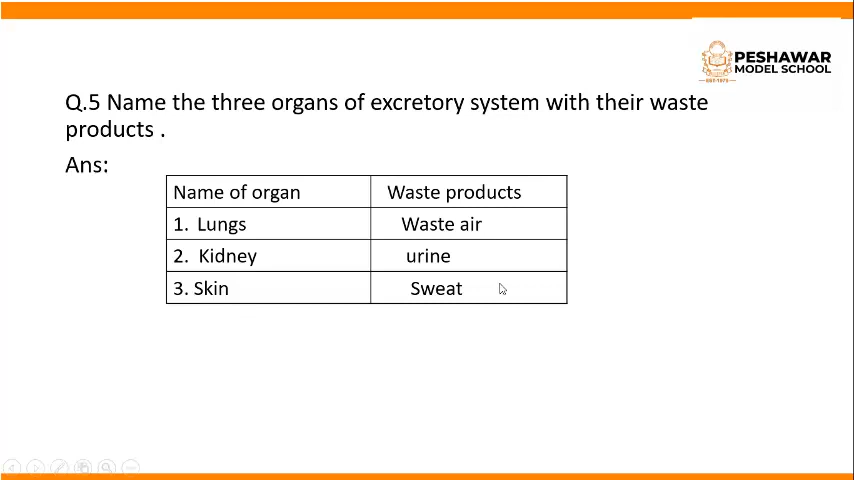 PESHAWAR
MODEL SCHOOL
Q.5 Name the three organs of excretory system with their waste
products .
Ans:
Name of organ Waste products
1. Lungs Waste air
2. Kidney urine
3. Skin Sweat